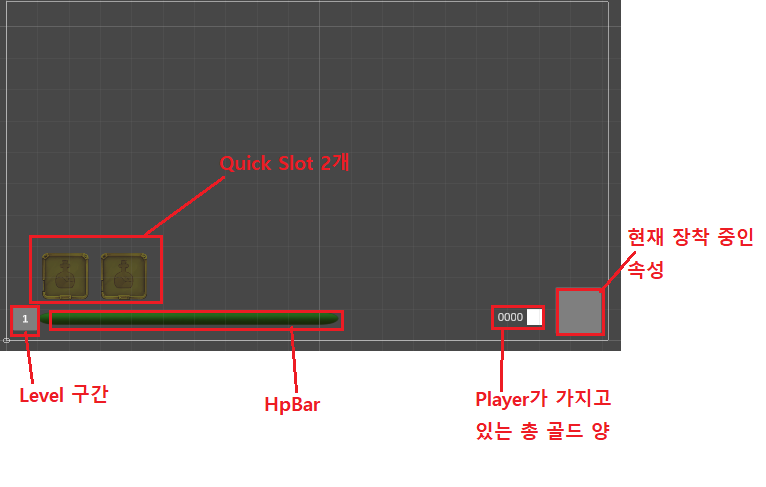 Quick Slot 2개
현재 장착 중인
속성
1
0000
Level 구간
HpBar
Player가 가지고
있는 총 골드 양